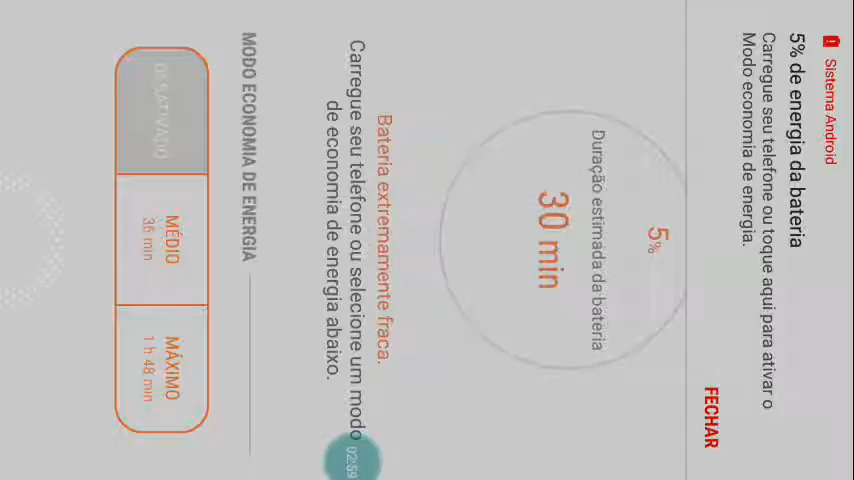 Sistema Android
5% de energia da bateria
Carregue seu telefone ou toque aqui para ativar o
Modo economia de energia.
FECHAR
5%
Duração estimada da bateria
30 min
Bateria extremamente fraca.
Carregue seu telefone ou selecione um modo
de economia de energia abaixo.
02:59
MODO ECONOMIA DE ENERGIA
DESATIVADO
MÉDIO
36 min
MÁXIMO
1 h 48 min